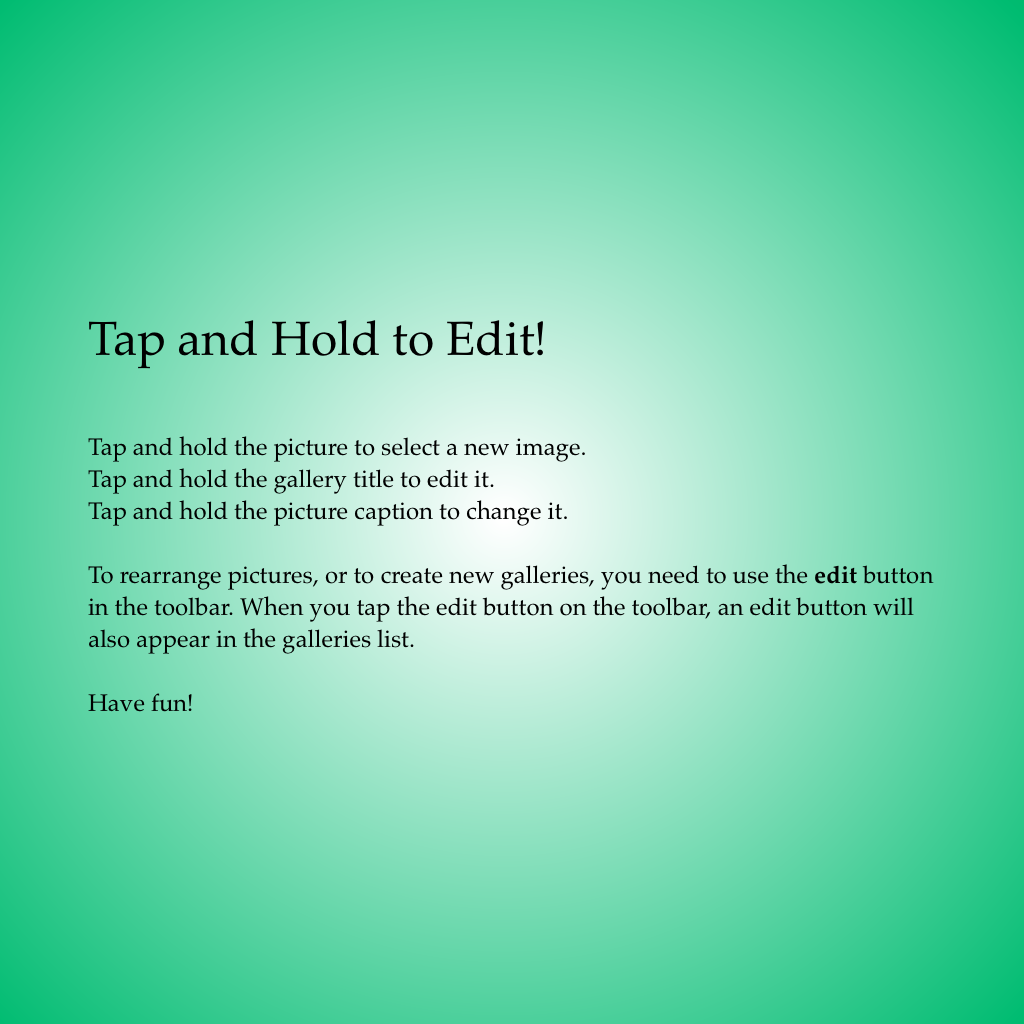 Tap and Hold to Edit!
Tap and hold the picture to select a new image.
Tap and hold the gallery title to edit it.
Tap and hold the picture caption to change it.
To rearrange pictures, or to create new galleries, you need to use the edit button
in the toolbar. When you tap the edit button on the toolbar, an edit button will
also appear in the galleries list.
Have fun!